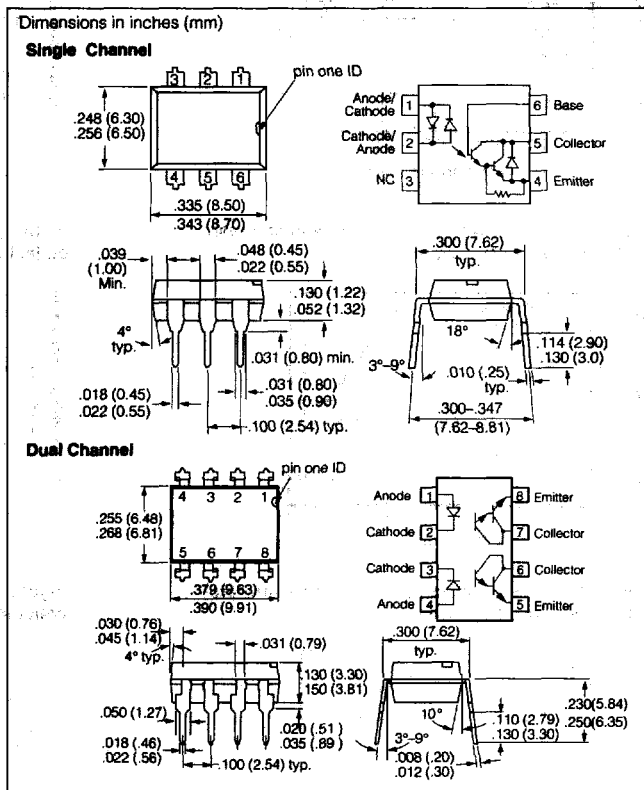 Dimensions in inches (mm)
Single Channel
pin one ID
3 2 1
.248 (6.30)
.256 (6.50)
4 5 6
.335 (8.50)
.343 (8.70)
Anode/
Cathode 1
Cathode/
Anode 2
NC 3
6 Base
5 Collector
4 Emitter
.039
(1.00)
Min.
.048 (0.45)
.022 (0.55)
.130 (1.22)
.052 (1.32)
4°
typ.
.031 (0.80) min.
.018 (0.45)
.022 (0.55)
.031 (0.80)
.035 (0.90)
.100 (2.54) typ.
.300 (7.62)
typ.
18°
.114 (2.90)
.130 (3.0)
3°-9°
.010 (.25)
typ.
.300-.347
(7.62-8.81)
Dual Channel
pin one ID
4 3 2 1
.255 (6.48)
.268 (6.81)
5 6 7 8
.379 (9.63)
.390 (9.91)
Anode 1
Cathode 2
Cathode 3
Anode 4
8 Emitter
7 Collector
6 Collector
5 Emitter
.030 (0.76)
.045 (1.14)
4° typ.
.031 (0.79)
.130 (3.30)
.150 (3.81)
.050 (1.27)
.020 (.51 )
.035 (.89 )
.018 (.46)
.022 (.56)
.100 (2.54) typ.
.300 (7.62)
typ.
.230(5.84)
.250(6.35)
10°
.110 (2.79)
.130 (3.30)
3°-9°
.008 (.20)
.012 (.30)